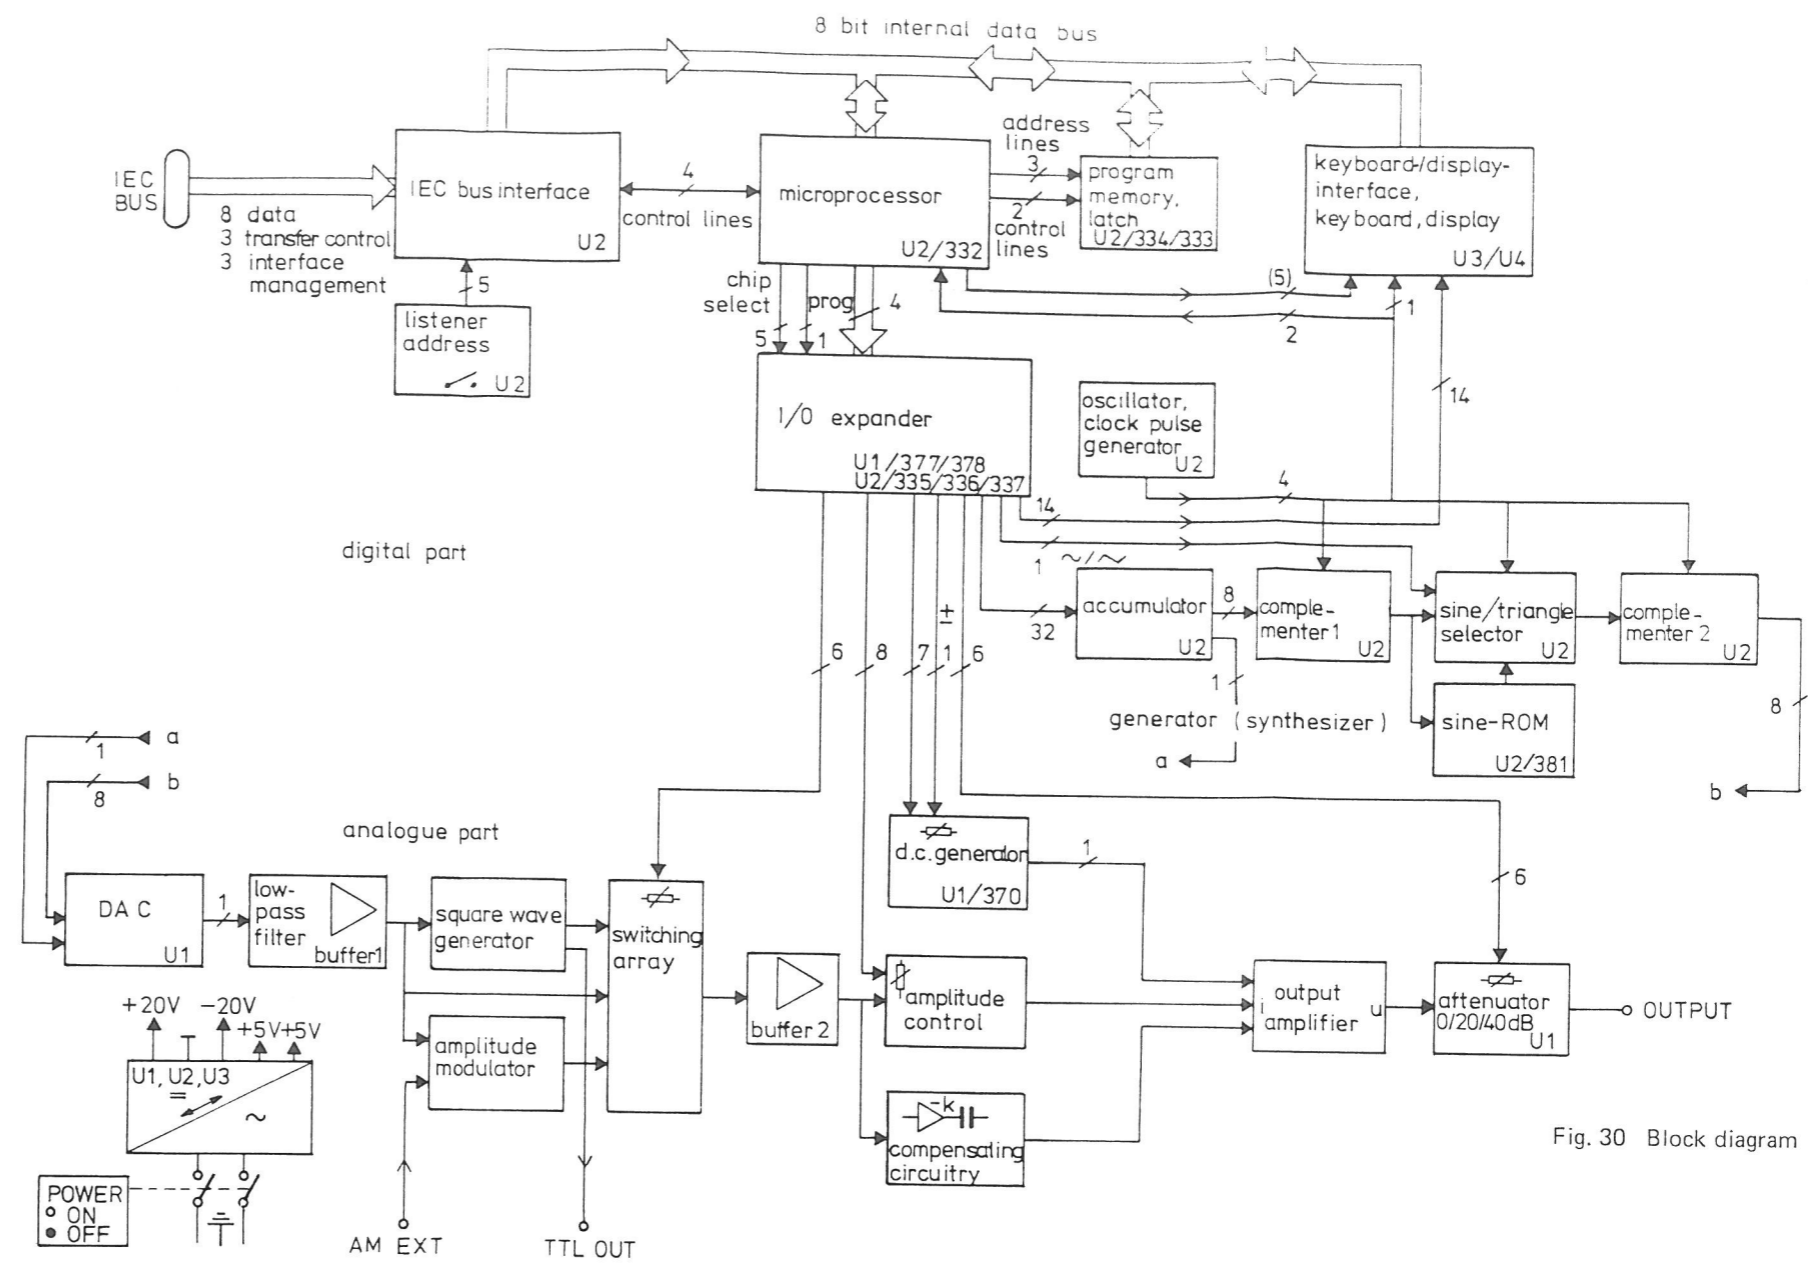 8 bit internal data bus
IEC
BUS
8 data
3 transfer control
3 interface
management
IEC bus interface
U2
4
control lines
microprocessor
U2/332
address
lines
3
2
control
lines
program
memory,
latch
U2/334/333
keyboard-/display-
interface,
keyboard, display
U3/U4
5
listener
address
U2
chip
select
prog
4
5
1
(5)
2
1
14
I/O expander
U1/377/378
U2/335/336/337
oscillator,
clock pulse
generator
U2
4
14
1 ~/~
digital part
6
8
7
±
1
6
32
accumulator
U2
8
1
comple-
menter 1
U2
sine/triangle
selector
U2
comple-
menter 2
U2
8
generator (synthesizer)
a
sine-ROM
U2/381
b
1
a
8
b
analogue part
DAC
U1
1
low-
pass
filter
buffer1
square wave
generator
switching
array
amplitude
modulator
buffer 2
d.c. generator
U1/370
1
6
amplitude
control
-k
compensating
circuitry
output
i
u
amplifier
attenuator
0/20/40dB
U1
OUTPUT
+20V
-20V
+5V
+5V
U1, U2, U3
=
~
POWER
ON
OFF
AM EXT
TTL OUT
Fig. 30 Block diagram